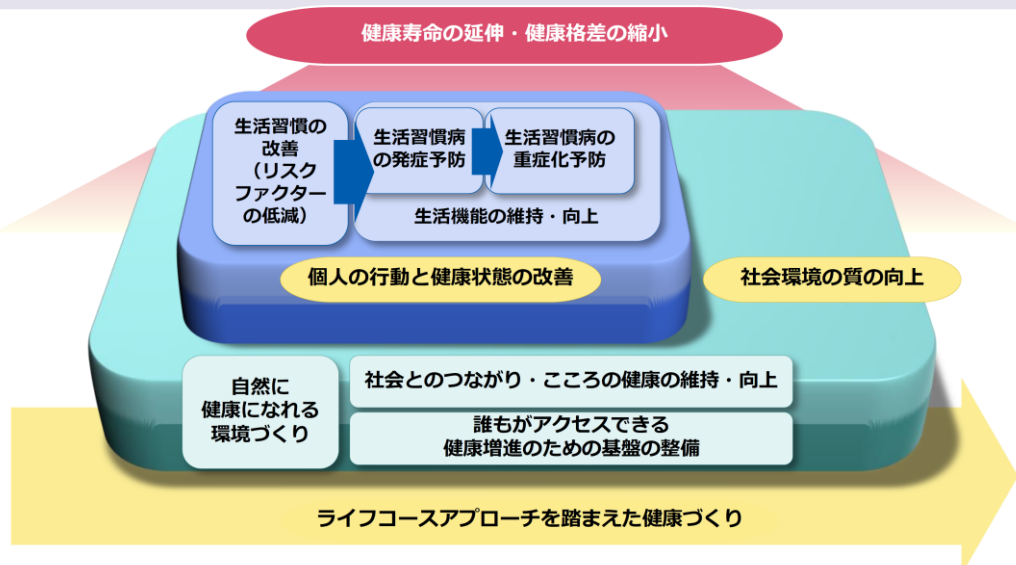 健康寿命の延伸・健康格差の縮小
生活習慣の
改善
（リスク
ファクター
の低減）
生活習慣病
の発症予防
生活習慣病の
重症化予防
生活機能の維持・向上
個人の行動と健康状態の改善
社会環境の質の向上
自然に
健康になれる
環境づくり
社会とのつながり・こころの健康の維持・向上
誰もがアクセスできる
健康増進のための基盤の整備
ライフコースアプローチを踏まえた健康づくり